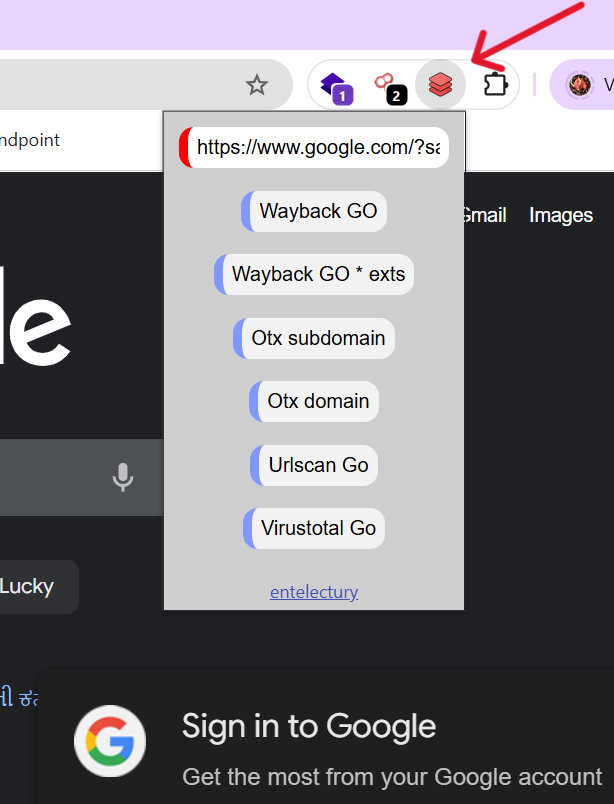 1
2
V
ndpoint
https://www.google.com/?sa
Gmail Images
Wayback GO
Wayback GO * exts
le
Otx subdomain
Otx domain
Urlscan Go
Virustotal Go
Lucky
entelectury
Sign in to Google
Get the most from your Google account